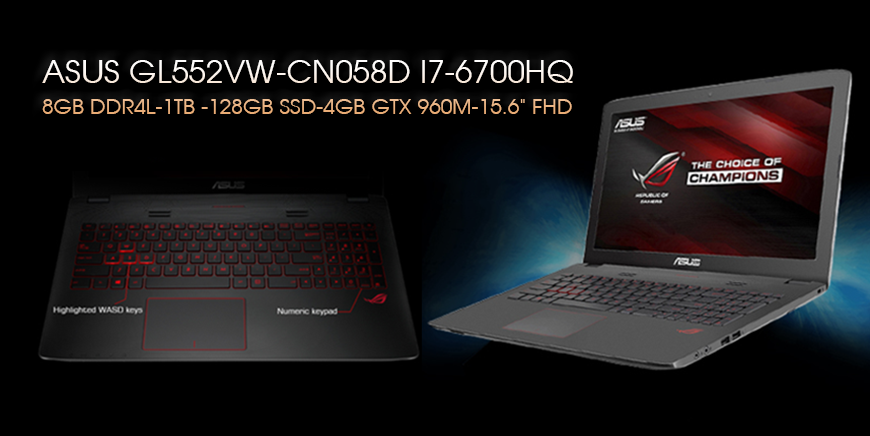 ASUS GL552VW-CN058D I7-6700HQ
8GB DDR4L-1TB -128GB SSD-4GB GTX 960M-15.6" FHD
ASUS
Highlighted WASD keys
Numeric keypad
ASUS
THE CHOICE OF
CHAMPIONS
REPUBLIC OF
GAMERS
ASUS